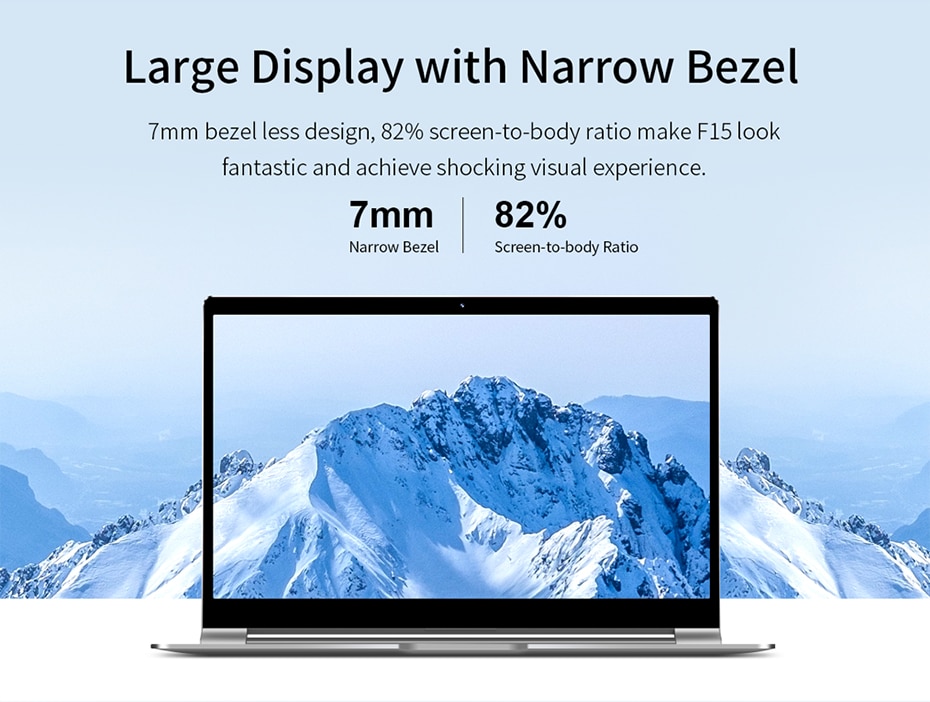 Large Display with Narrow Bezel
7mm bezel less design, 82% screen-to-body ratio make F15 look
fantastic and achieve shocking visual experience.
7mm
Narrow Bezel
82%
Screen-to-body Ratio